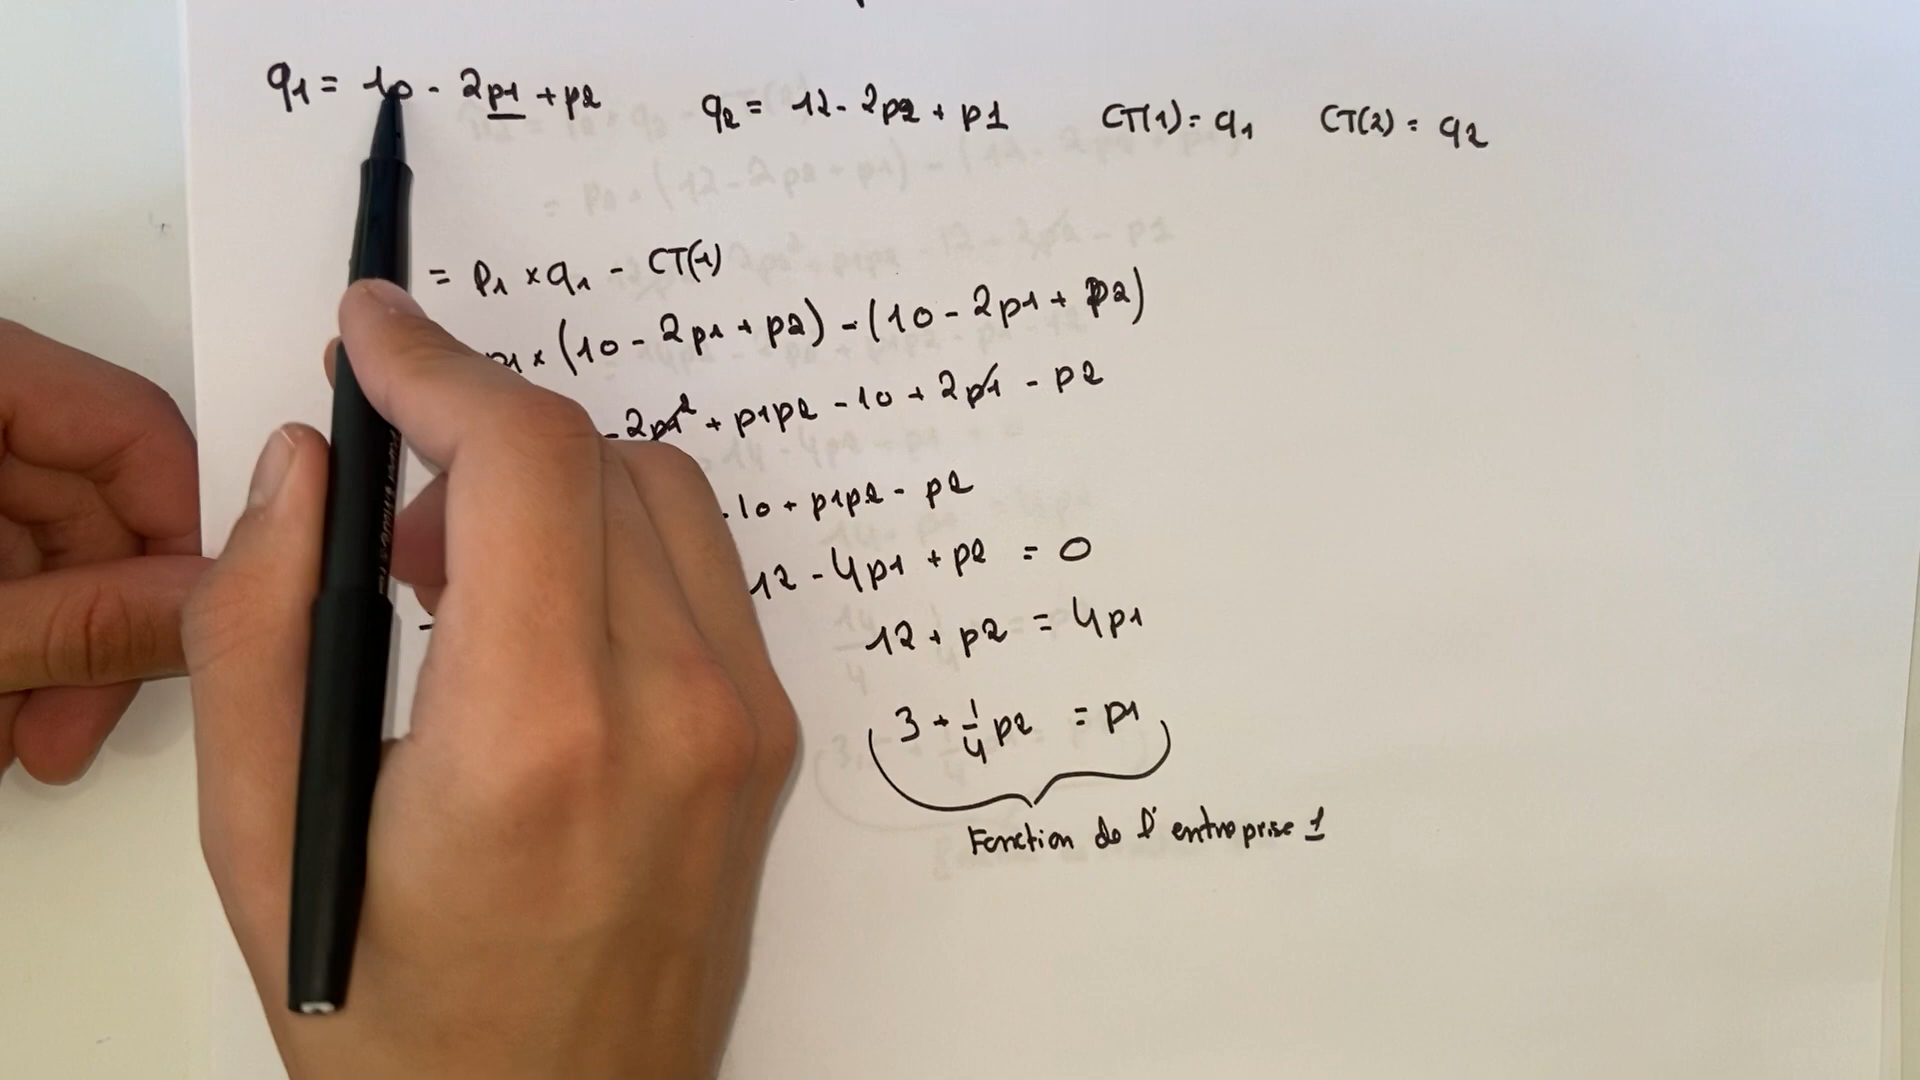 q1 = 10 - 2p1 + p2 q2 = 12 - 2p2 + p1 CT(1) = q1 CT(2) = q2
= P1 × q1 - CT(1)
p1 × (10 - 2p1 + p2) - (10 - 2p1 + p2)
- 2p1² + p1p2 - 10 + 2p1 - p2
10 + p1p2 - p2
12 - 4p1 + p2 = 0
12 + p2 = 4p1
3 + 1/4 p2 = p1
Fonction de l'entreprise 1